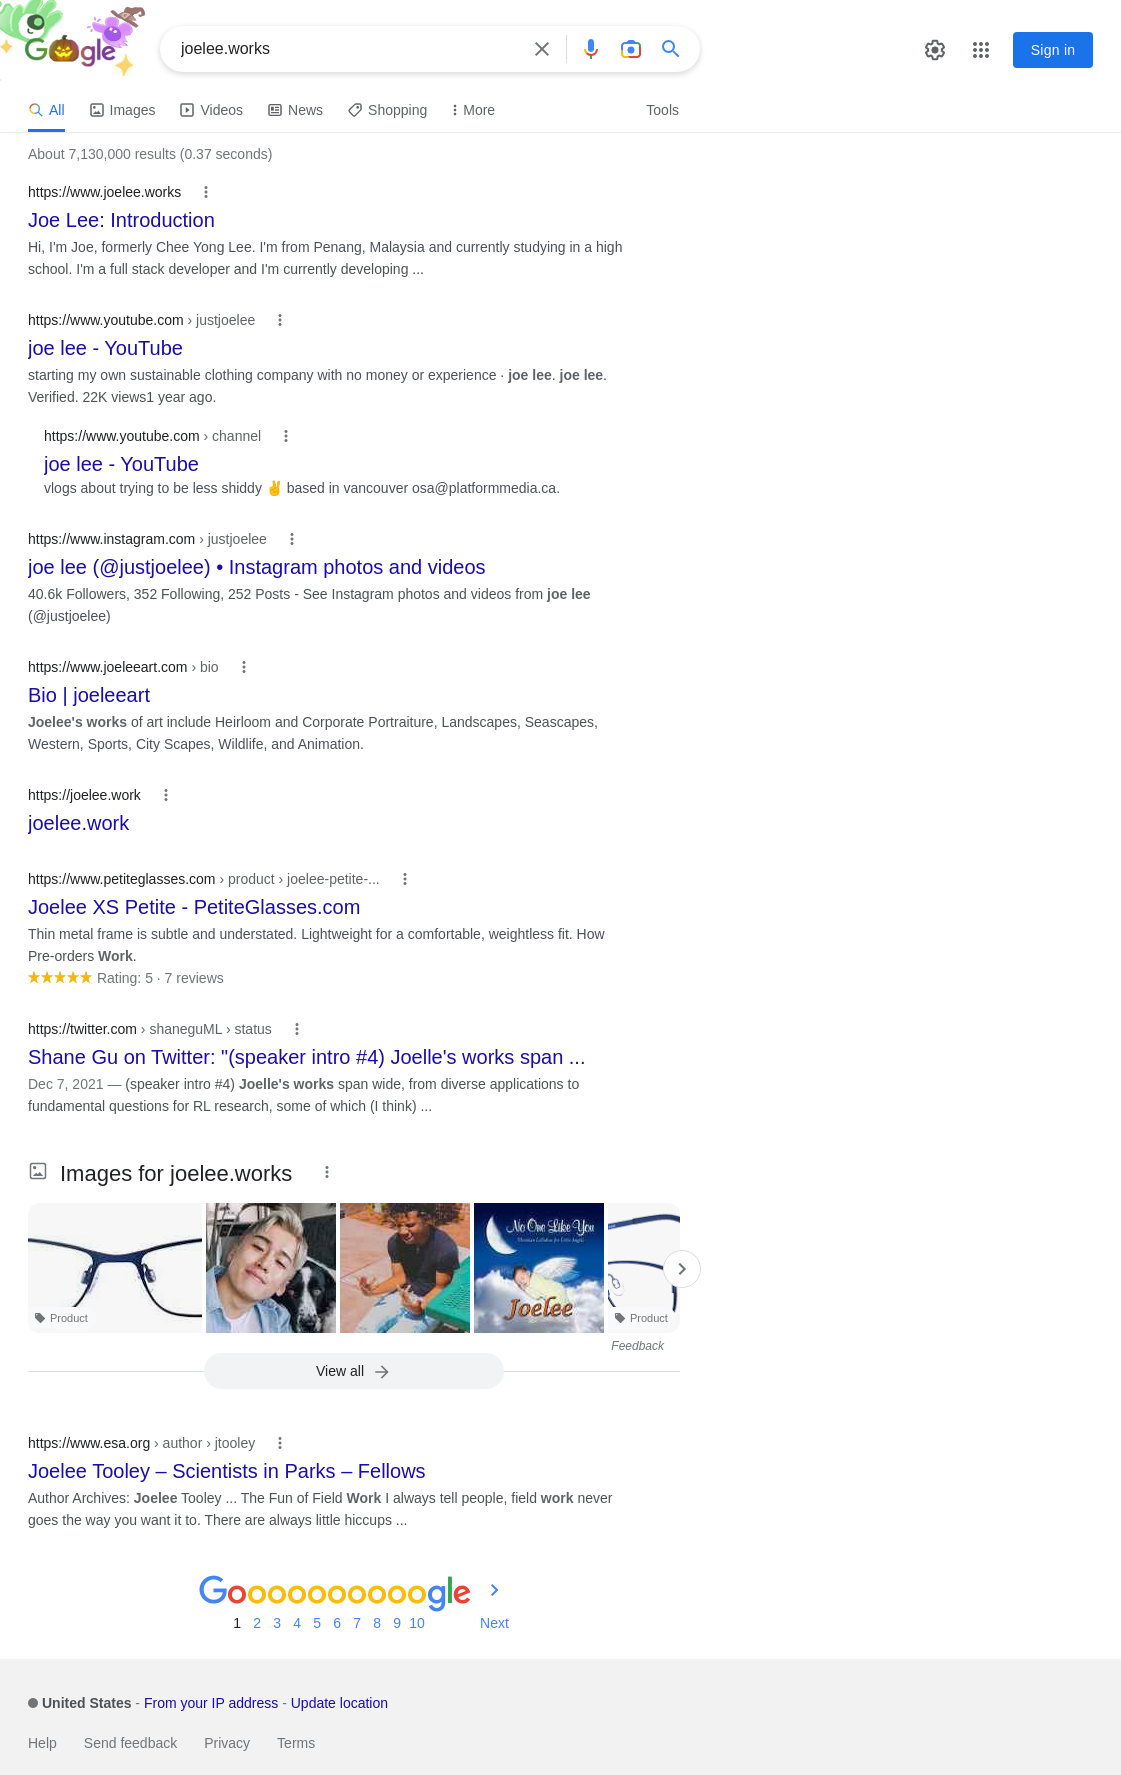 Google
joelee.works
Sign in
All Images Videos News Shopping More Tools
About 7,130,000 results (0.37 seconds)
https://www.joelee.works
Joe Lee: Introduction
Hi, I'm Joe, formerly Chee Yong Lee. I'm from Penang, Malaysia and currently studying in a high
school. I'm a full stack developer and I'm currently developing ...
https://www.youtube.com › justjoelee
joe lee - YouTube
starting my own sustainable clothing company with no money or experience · joe lee. joe lee.
Verified. 22K views1 year ago.
https://www.youtube.com › channel
joe lee - YouTube
vlogs about trying to be less shiddy ✌ based in vancouver osa@platformmedia.ca.
https://www.instagram.com › justjoelee
joe lee (@justjoelee) • Instagram photos and videos
40.6k Followers, 352 Following, 252 Posts - See Instagram photos and videos from joe lee
(@justjoelee)
https://www.joeleeart.com › bio
Bio | joeleeart
Joelee's works of art include Heirloom and Corporate Portraiture, Landscapes, Seascapes,
Western, Sports, City Scapes, Wildlife, and Animation.
https://joelee.work
joelee.work
https://www.petiteglasses.com › product › joelee-petite-...
Joelee XS Petite - PetiteGlasses.com
Thin metal frame is subtle and understated. Lightweight for a comfortable, weightless fit. How
Pre-orders Work.
★★★★★ Rating: 5 · 7 reviews
https://twitter.com › shaneguML › status
Shane Gu on Twitter: "(speaker intro #4) Joelle's works span ...
Dec 7, 2021 — (speaker intro #4) Joelle's works span wide, from diverse applications to
fundamental questions for RL research, some of which (I think) ...
Images for joelee.works
No One Like You
Joelee
Product
Product
Feedback
View all
https://www.esa.org › author › jtooley
Joelee Tooley – Scientists in Parks – Fellows
Author Archives: Joelee Tooley ... The Fun of Field Work I always tell people, field work never
goes the way you want it to. There are always little hiccups ...
Goooooooooogle
1 2 3 4 5 6 7 8 9 10 Next
United States - From your IP address - Update location
Help Send feedback Privacy Terms